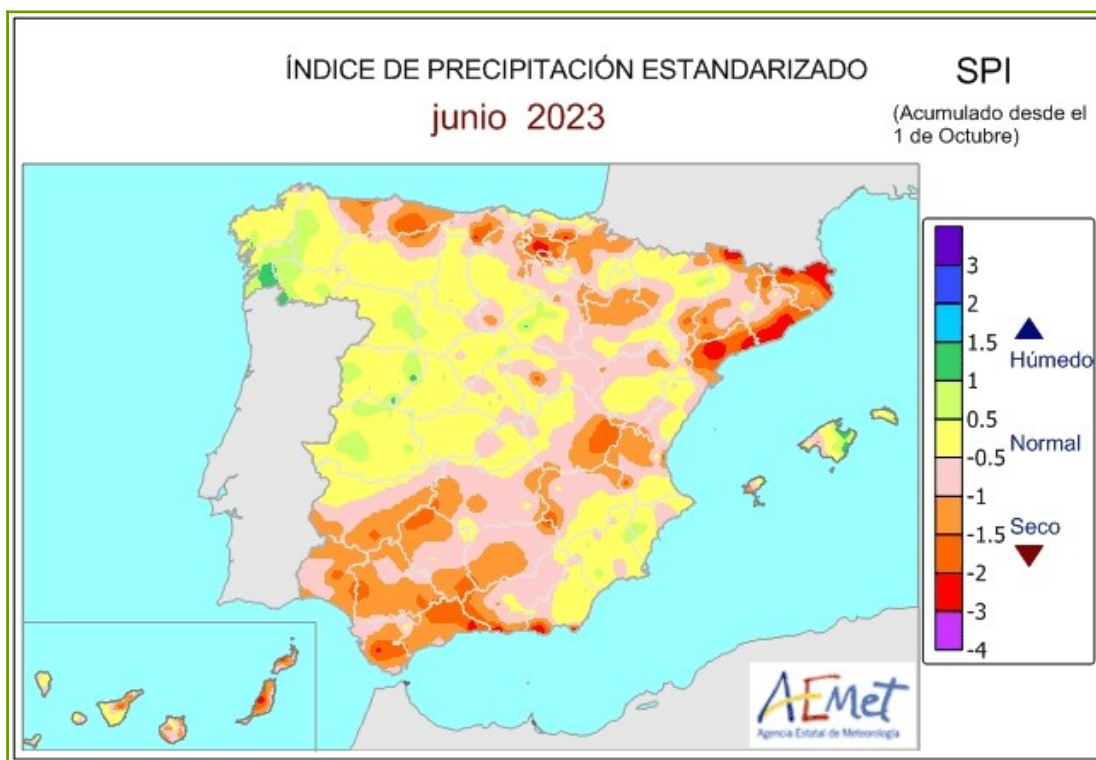 ÍNDICE DE PRECIPITACIÓN ESTANDARIZADO
SPI
junio 2023
(Acumulado desde el
1 de Octubre)
3
2
1.5
Húmedo
1
0.5
Normal
-0.5
-1
Seco
-1.5
-2
-3
-4
AEMet
Agencia Estatal de Meteorología